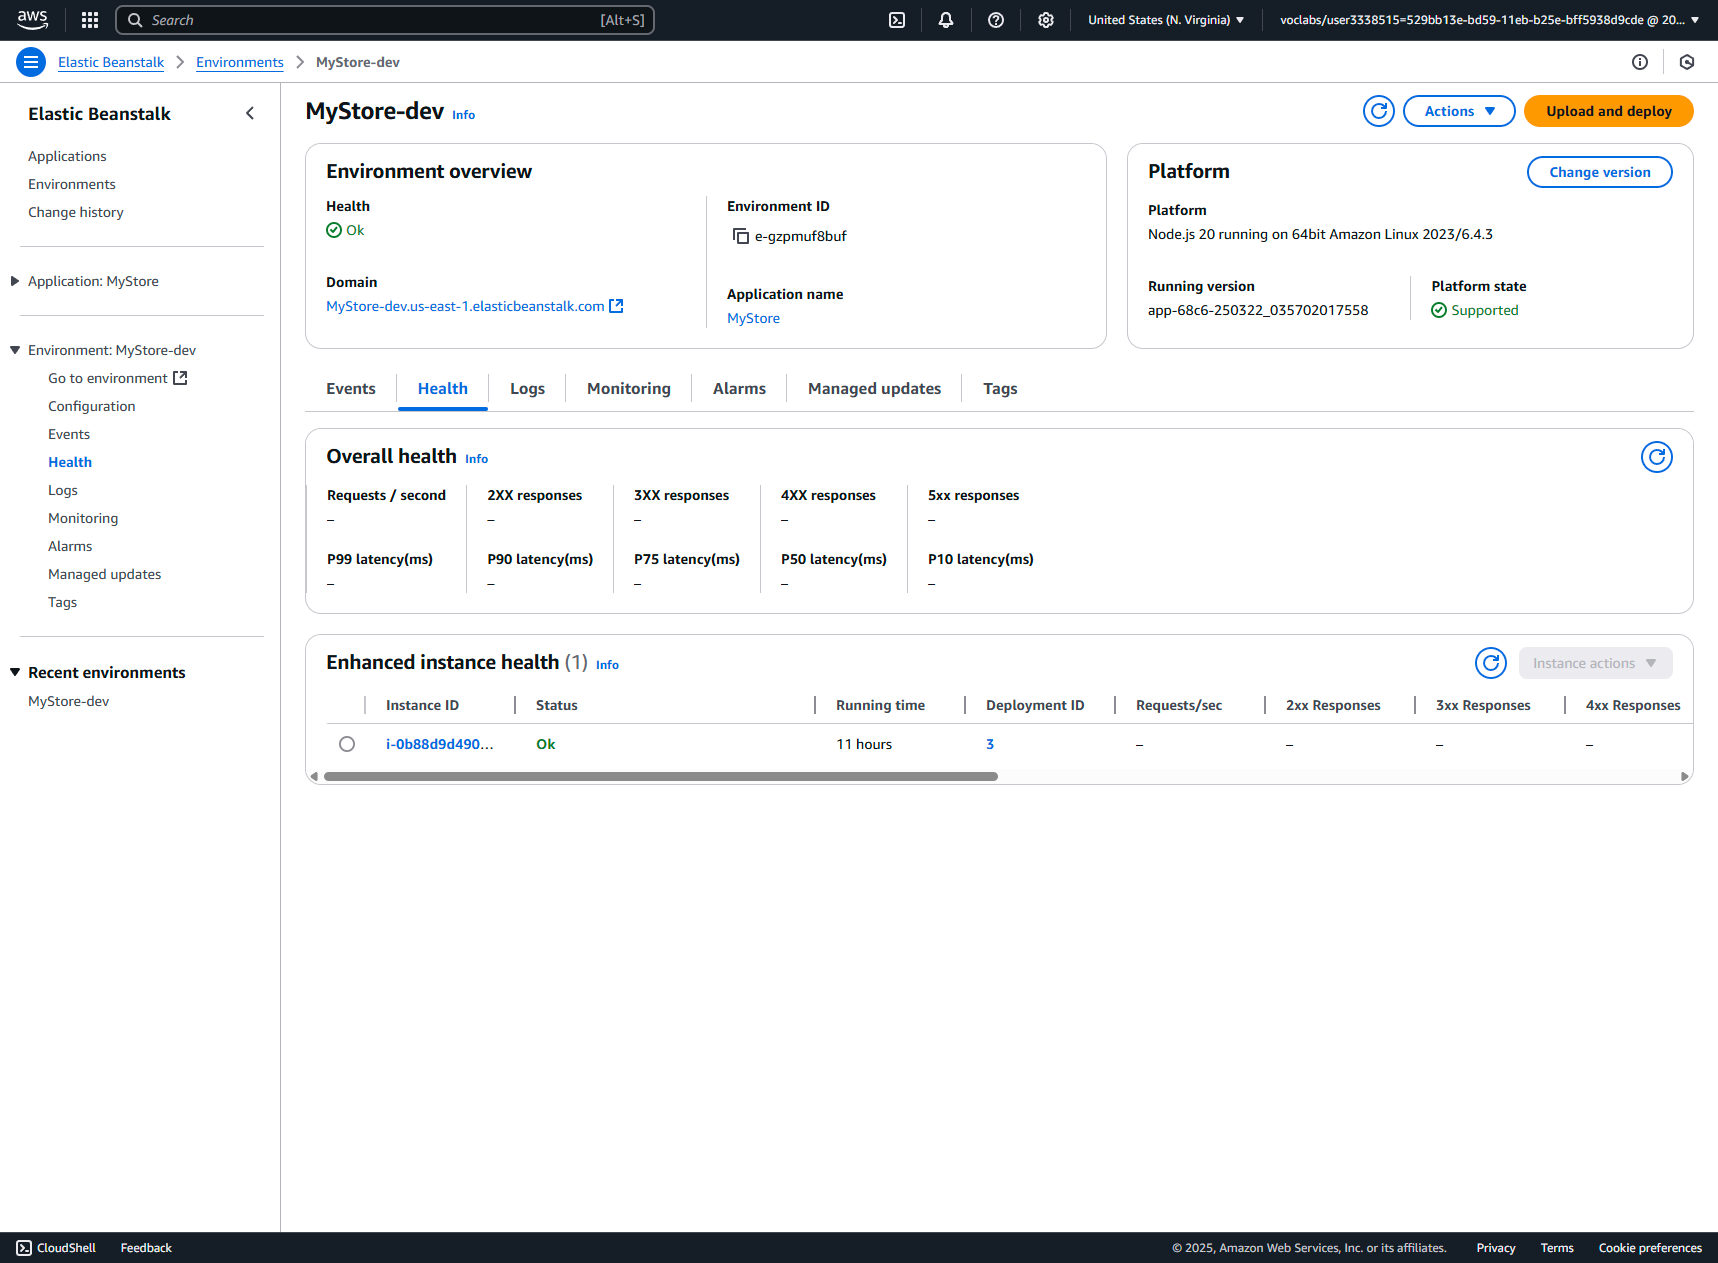 aws
Search [Alt+S]
United States (N. Virginia)
voclabs/user3338515=529bb13e-bd59-11eb-b25e-bff5938d9cde @ 20...
Elastic Beanstalk
Environments
MyStore-dev
Elastic Beanstalk
Applications
Environments
Change history
Application: MyStore
Environment: MyStore-dev
Go to environment
Configuration
Events
Health
Logs
Monitoring
Alarms
Managed updates
Tags
Recent environments
MyStore-dev
MyStore-dev Info
Actions
Upload and deploy
Environment overview
Health
Ok
Domain
MyStore-dev.us-east-1.elasticbeanstalk.com
Environment ID
e-gzpmuf8buf
Application name
MyStore
Platform
Change version
Platform
Node.js 20 running on 64bit Amazon Linux 2023/6.4.3
Running version
app-68c6-250322_035702017558
Platform state
Supported
Events Health Logs Monitoring Alarms Managed updates Tags
Overall health Info
Requests / second 2XX responses 3XX responses 4XX responses 5xx responses
– – – – –
P99 latency(ms) P90 latency(ms) P75 latency(ms) P50 latency(ms) P10 latency(ms)
– – – – –
Enhanced instance health (1) Info
Instance actions
Instance ID Status Running time Deployment ID Requests/sec 2xx Responses 3xx Responses 4xx Responses
i-0b88d9d490... Ok 11 hours 3 – – – –
CloudShell Feedback
© 2025, Amazon Web Services, Inc. or its affiliates. Privacy Terms Cookie preferences